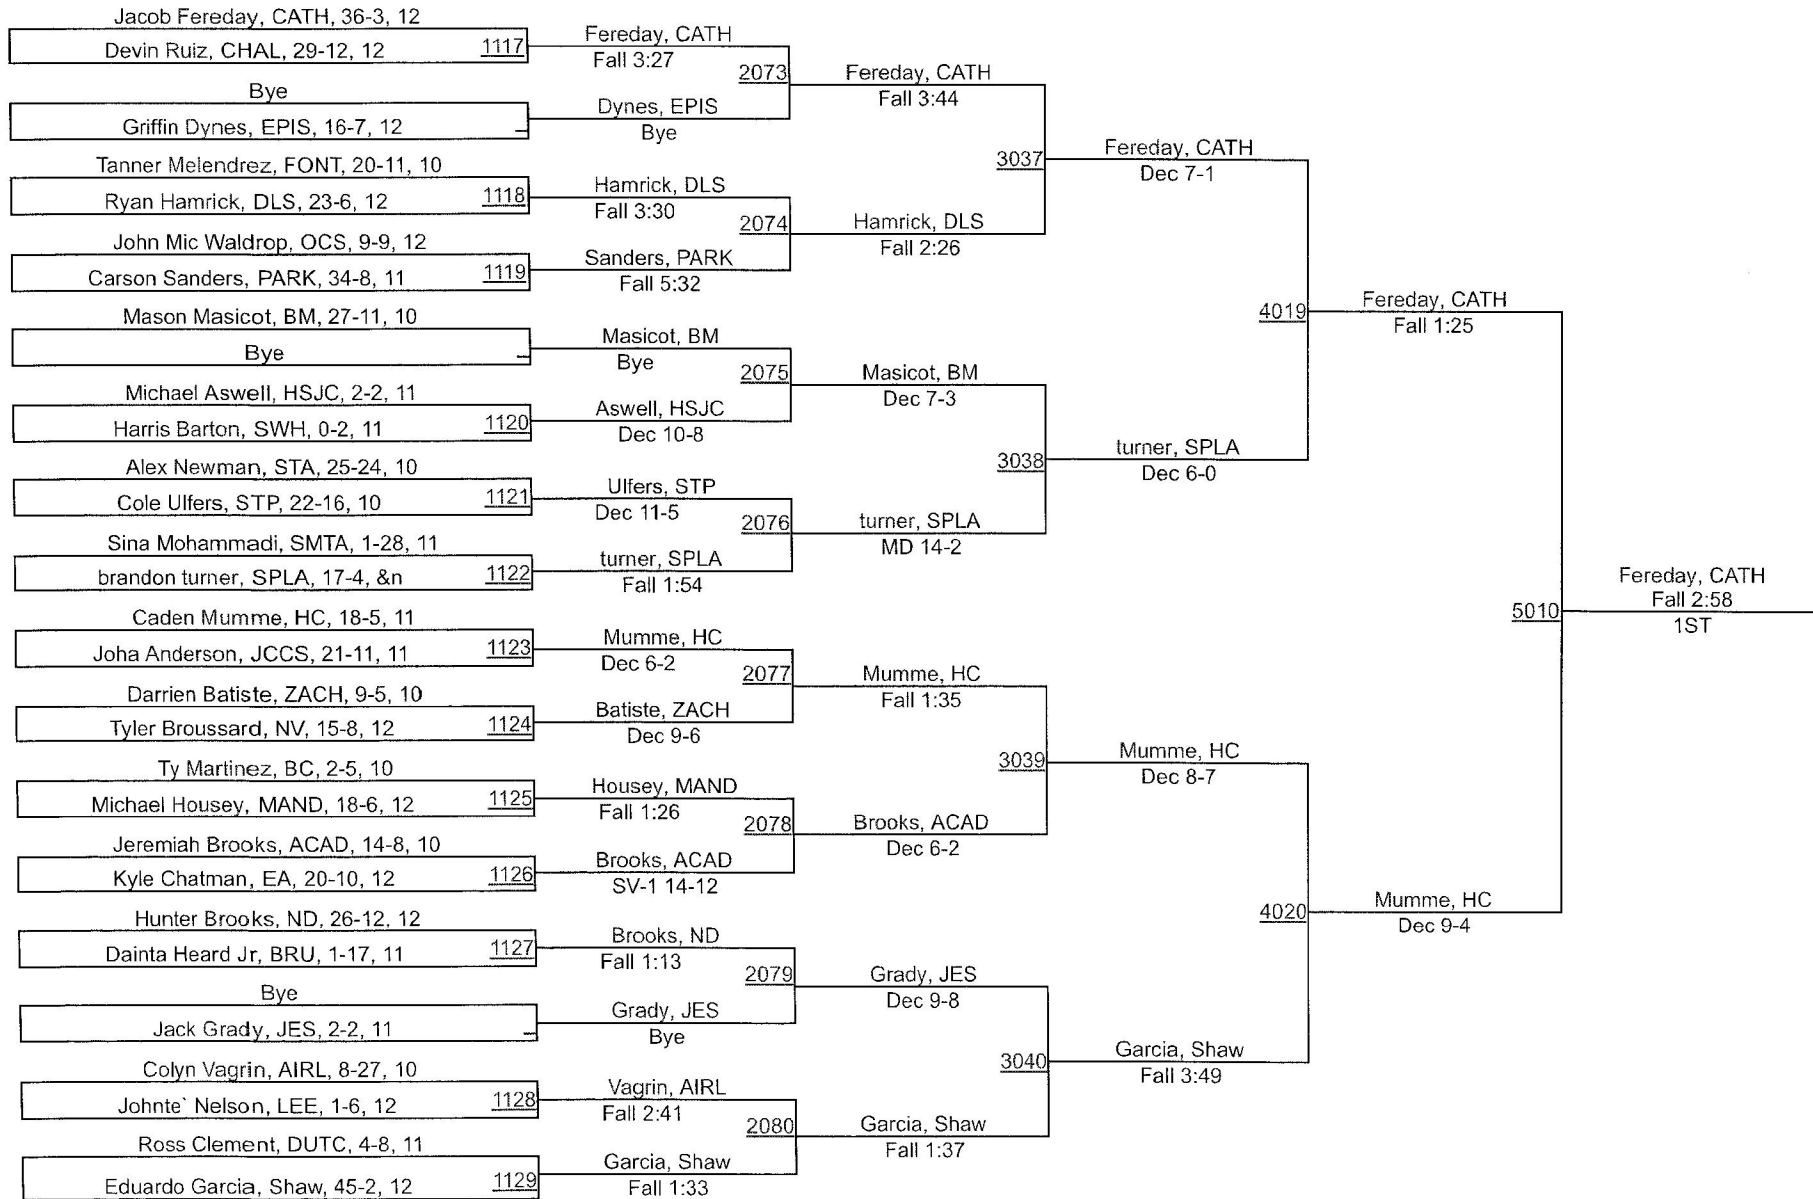 Jacob Fereday, CATH, 36-3, 12
Devin Ruiz, CHAL, 29-12, 12
1117
Bye
Griffin Dynes, EPIS, 16-7, 12
Tanner Melendrez, FONT, 20-11, 10
Ryan Hamrick, DLS, 23-6, 12
1118
John Mic Waldrop, OCS, 9-9, 12
Carson Sanders, PARK, 34-8, 11
1119
Mason Masicot, BM, 27-11, 10
Bye
Michael Aswell, HSJC, 2-2, 11
Harris Barton, SWH, 0-2, 11
1120
Alex Newman, STA, 25-24, 10
Cole Ulfers, STP, 22-16, 10
1121
Sina Mohammadi, SMTA, 1-28, 11
brandon turner, SPLA, 17-4, &n
1122
Caden Mumme, HC, 18-5, 11
Joha Anderson, JCCS, 21-11, 11
1123
Darrien Batiste, ZACH, 9-5, 10
Tyler Broussard, NV, 15-8, 12
1124
Ty Martinez, BC, 2-5, 10
Michael Housey, MAND, 18-6, 12
1125
Jeremiah Brooks, ACAD, 14-8, 10
Kyle Chatman, EA, 20-10, 12
1126
Hunter Brooks, ND, 26-12, 12
Dainta Heard Jr, BRU, 1-17, 11
1127
Bye
Jack Grady, JES, 2-2, 11
Colyn Vagrin, AIRL, 8-27, 10
Johnte` Nelson, LEE, 1-6, 12
1128
Ross Clement, DUTC, 4-8, 11
Eduardo Garcia, Shaw, 45-2, 12
1129
Fereday, CATH
Fall 3:27
2073
Dynes, EPIS
Bye
Hamrick, DLS
Fall 3:30
2074
Sanders, PARK
Fall 5:32
Masicot, BM
Bye
2075
Aswell, HSJC
Dec 10-8
Ulfers, STP
Dec 11-5
2076
turner, SPLA
Fall 1:54
Mumme, HC
Dec 6-2
2077
Batiste, ZACH
Dec 9-6
Housey, MAND
Fall 1:26
2078
Brooks, ACAD
SV-1 14-12
Brooks, ND
Fall 1:13
2079
Grady, JES
Bye
Vagrin, AIRL
Fall 2:41
2080
Garcia, Shaw
Fall 1:33
Fereday, CATH
Fall 3:44
3037
Hamrick, DLS
Fall 2:26
Masicot, BM
Dec 7-3
3038
turner, SPLA
MD 14-2
Mumme, HC
Fall 1:35
3039
Brooks, ACAD
Dec 6-2
Grady, JES
Dec 9-8
3040
Garcia, Shaw
Fall 1:37
Fereday, CATH
Dec 7-1
4019
turner, SPLA
Dec 6-0
Mumme, HC
Dec 8-7
4020
Garcia, Shaw
Fall 3:49
Fereday, CATH
Fall 1:25
5010
Mumme, HC
Dec 9-4
Fereday, CATH
Fall 2:58
1ST